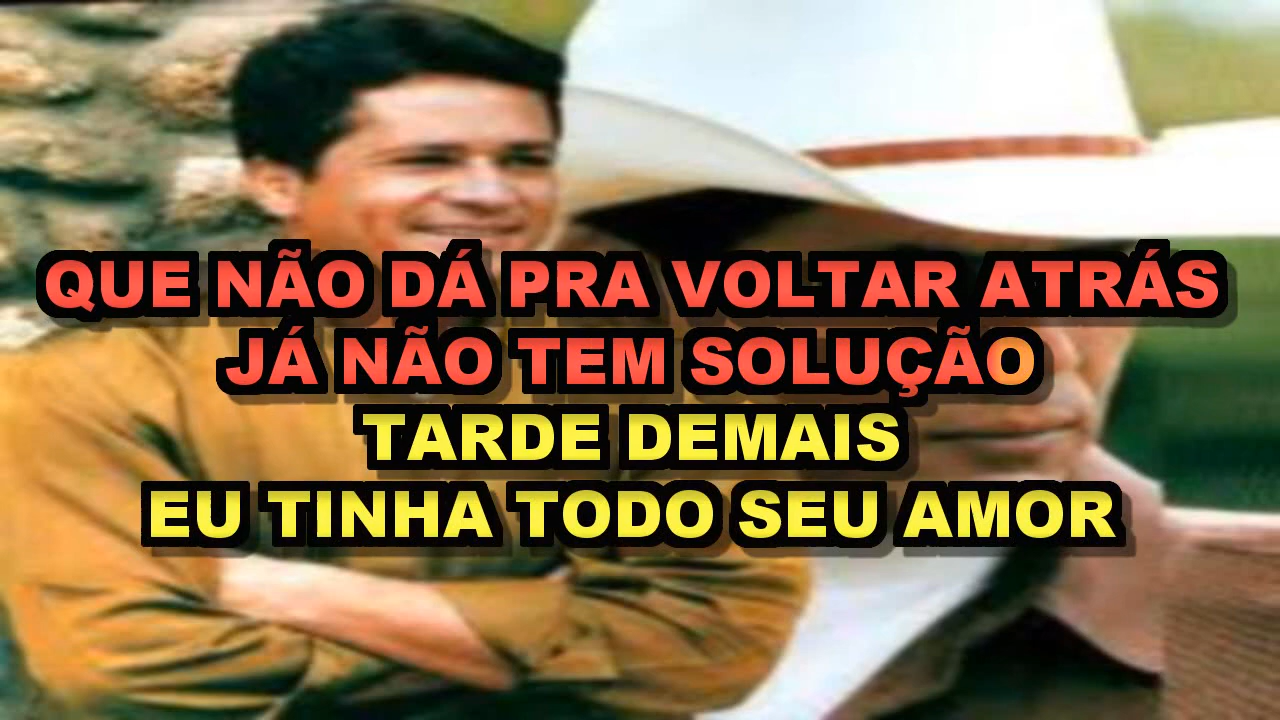 QUE NÃO DÁ PRA VOLTAR ATRÁS
JÁ NÃO TEM SOLUÇÃO
TARDE DEMAIS
EU TINHA TODO SEU AMOR